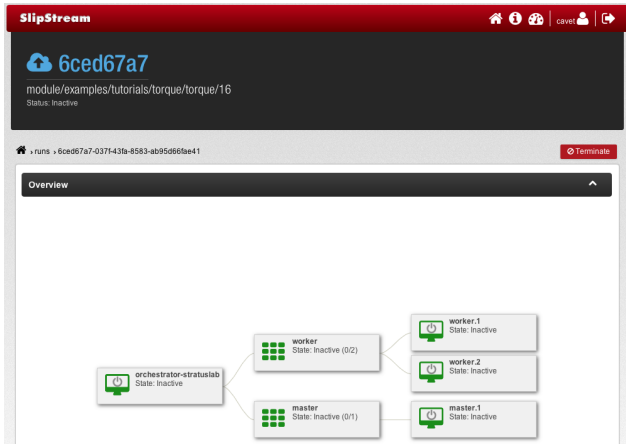 SlipStream
cavet
6ced67a7
module/examples/tutorials/torque/torque/16
Status: Inactive
› runs › 6ced67a7-037f-43fa-8583-ab95d66fae41
Terminate
Overview
worker.1
State: Inactive
worker
State: Inactive (0/2)
worker.2
State: Inactive
orchestrator-stratuslab
State: Inactive
master
State: Inactive (0/1)
master.1
State: Inactive